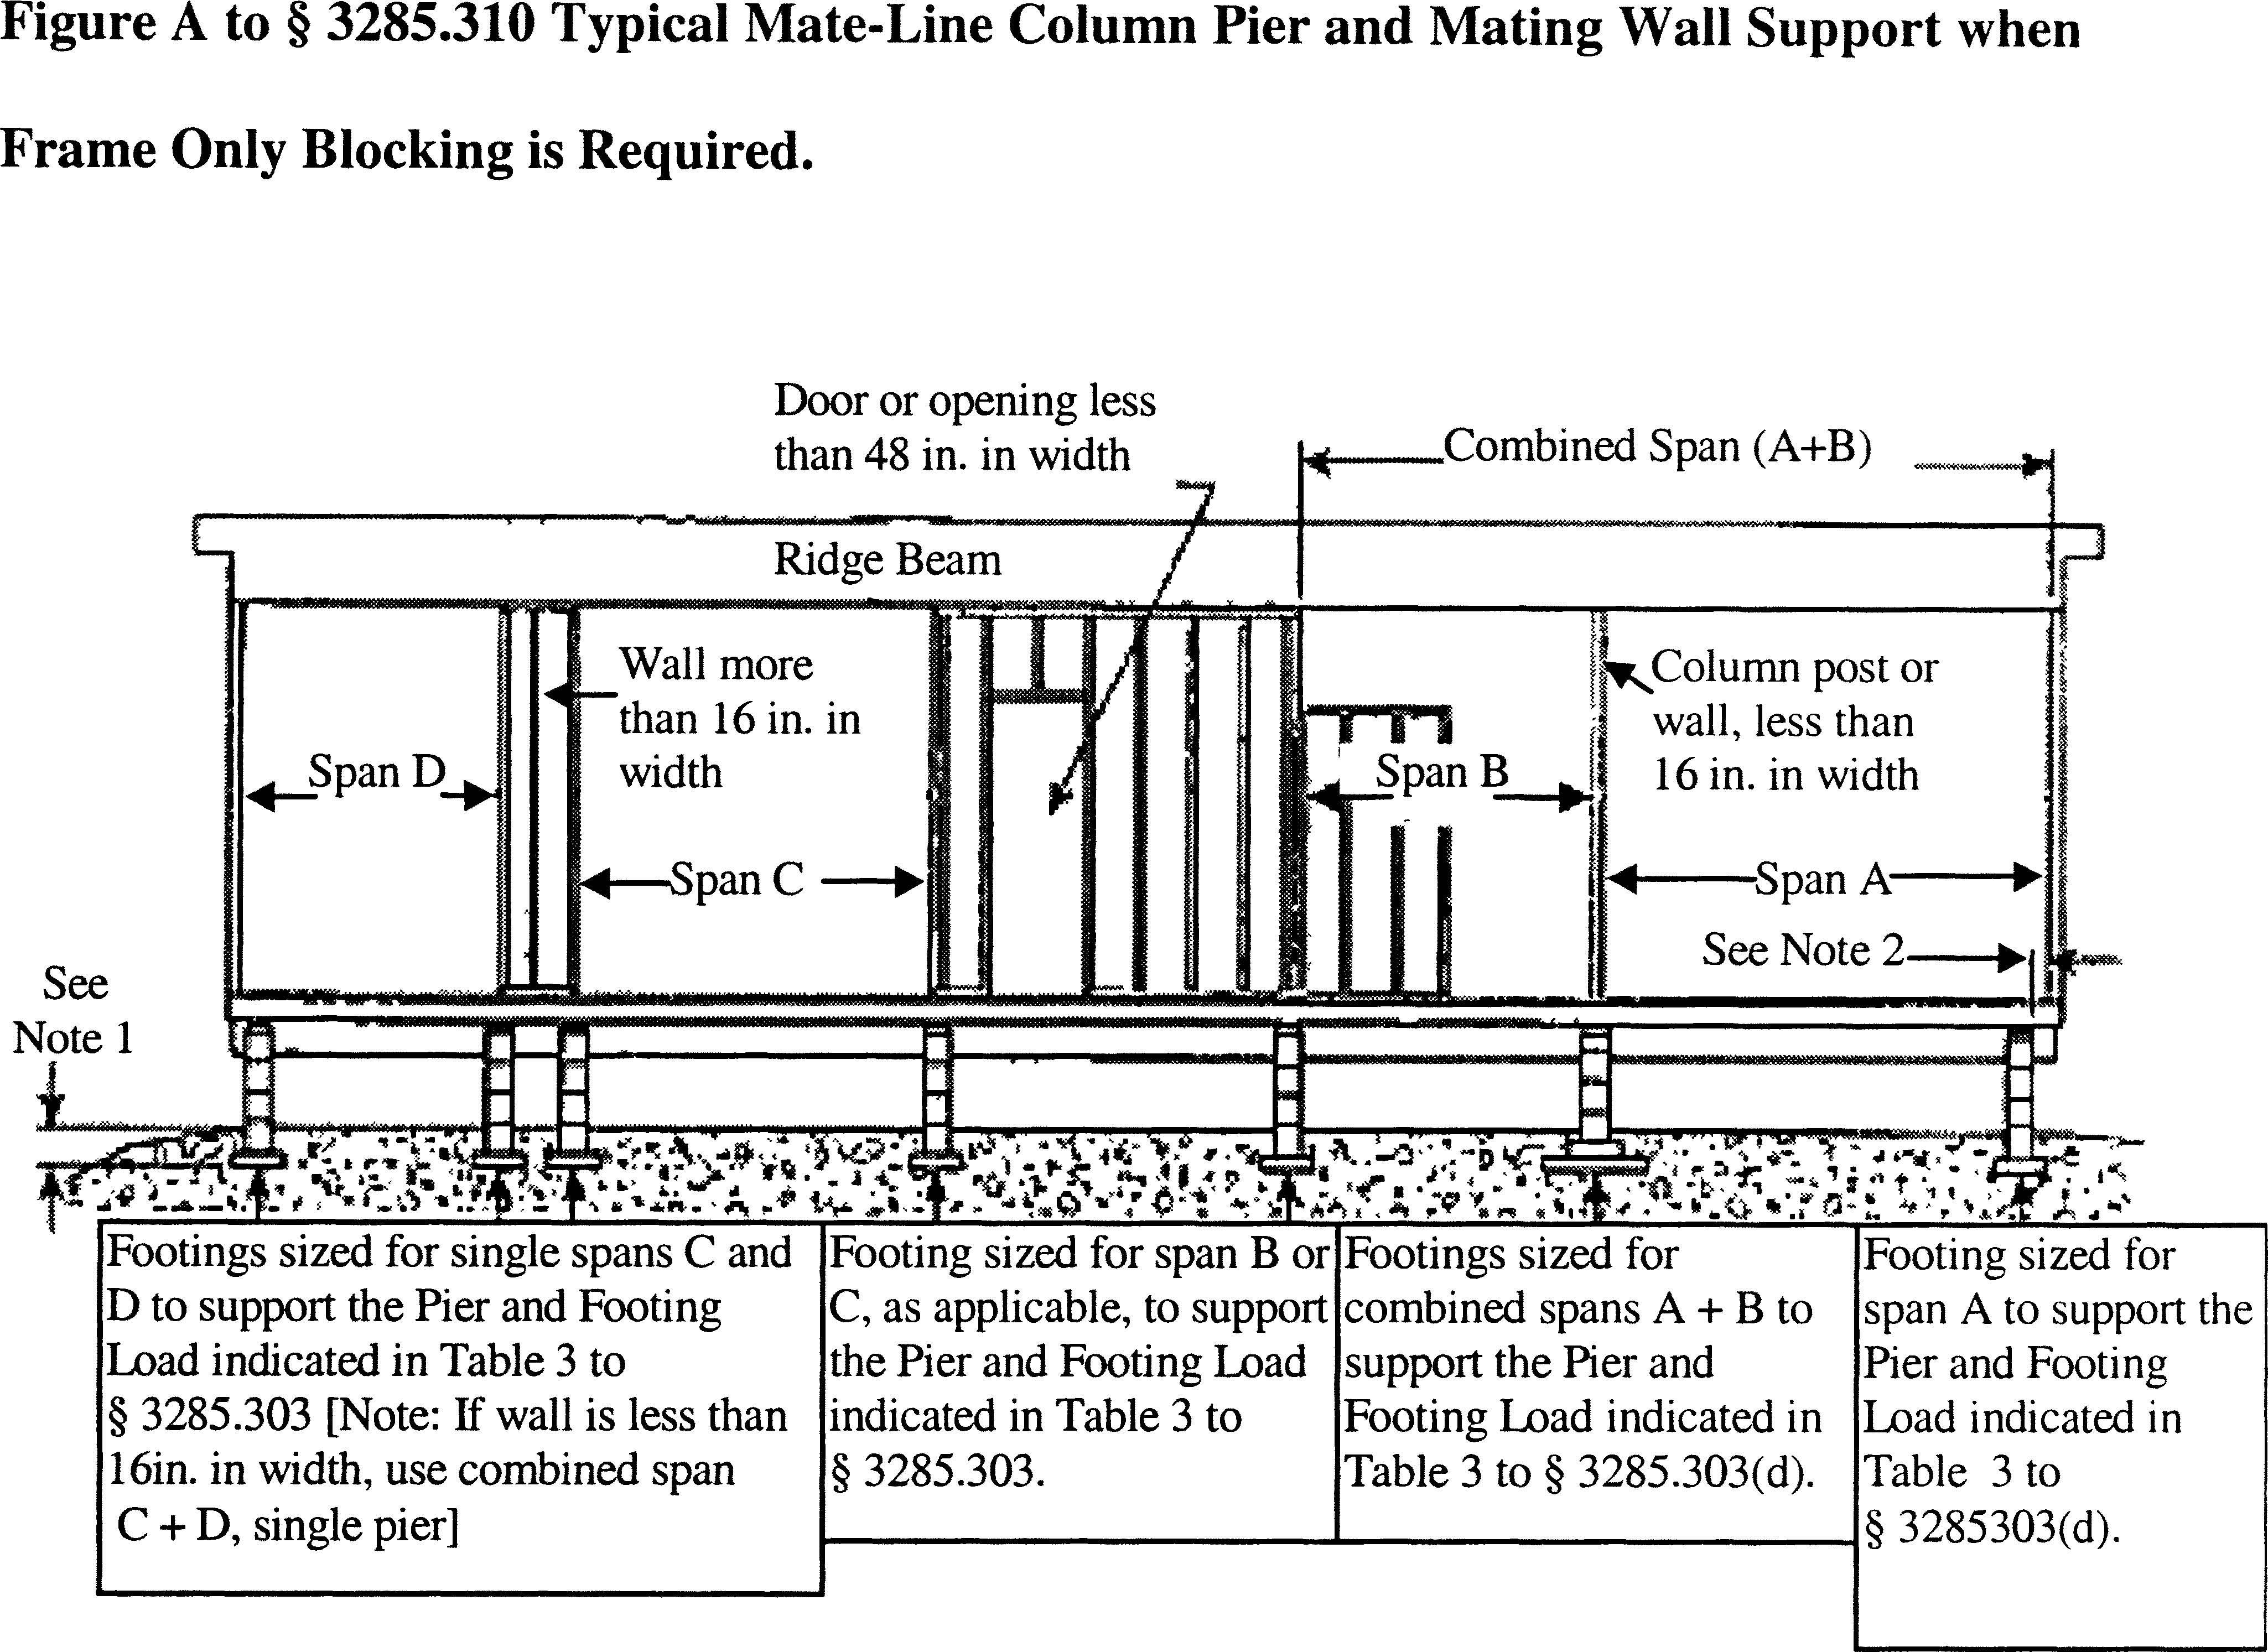 Figure A to § 3285.310 Typical Mate-Line Column Pier and Mating Wall Support when
Frame Only Blocking is Required.
Door or opening less
than 48 in. in width
Combined Span (A+B)
Ridge Beam
Wall more
than 16 in. in
width
Column post or
wall, less than
16 in. in width
Span D
Span B
Span C
Span A
See Note 2
See
Note 1
Footings sized for single spans C and
D to support the Pier and Footing
Load indicated in Table 3 to
§ 3285.303 [Note: If wall is less than
16in. in width, use combined span
C + D, single pier]
Footing sized for span B or
C, as applicable, to support
the Pier and Footing Load
indicated in Table 3 to
§ 3285.303.
Footings sized for
combined spans A + B to
support the Pier and
Footing Load indicated in
Table 3 to § 3285.303(d).
Footing sized for
span A to support the
Pier and Footing
Load indicated in
Table 3 to
§ 3285303(d).